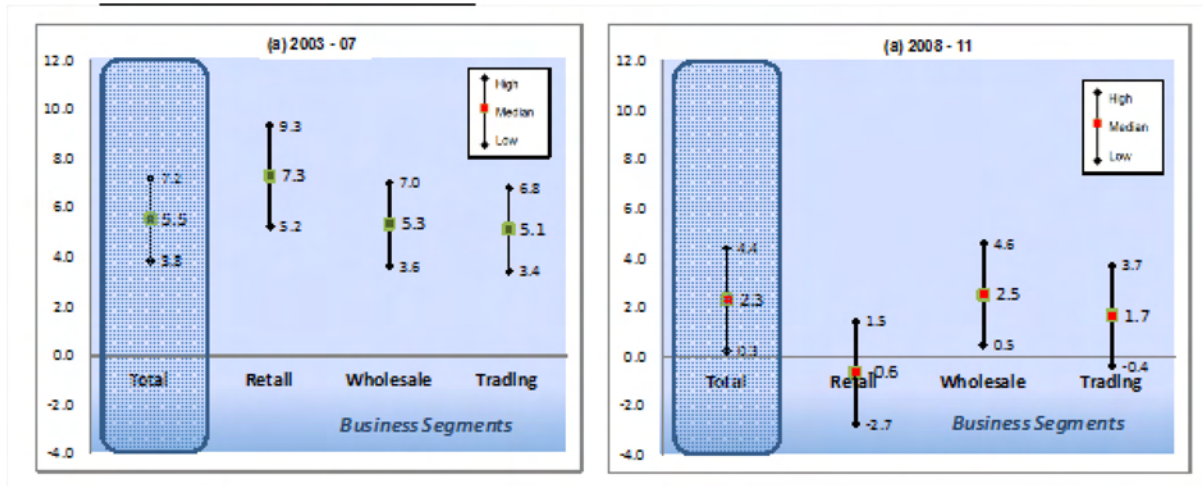 (a) 2003 - 07
12.0
10.0
8.0
6.0
4.0
2.0
0.0
-2.0
-4.0
High
Median
Low
7.2
5.5
3.8
9.3
7.3
5.2
7.0
5.3
3.6
6.8
5.1
3.4
Total
Retail
Wholesale
Trading
Business Segments
(a) 2008 - 11
12.0
10.0
8.0
6.0
4.0
2.0
0.0
-2.0
-4.0
High
Median
Low
4.4
2.3
0.3
1.5
-0.6
-2.7
4.6
2.5
0.5
3.7
1.7
-0.4
Total
Retail
Wholesale
Trading
Business Segments